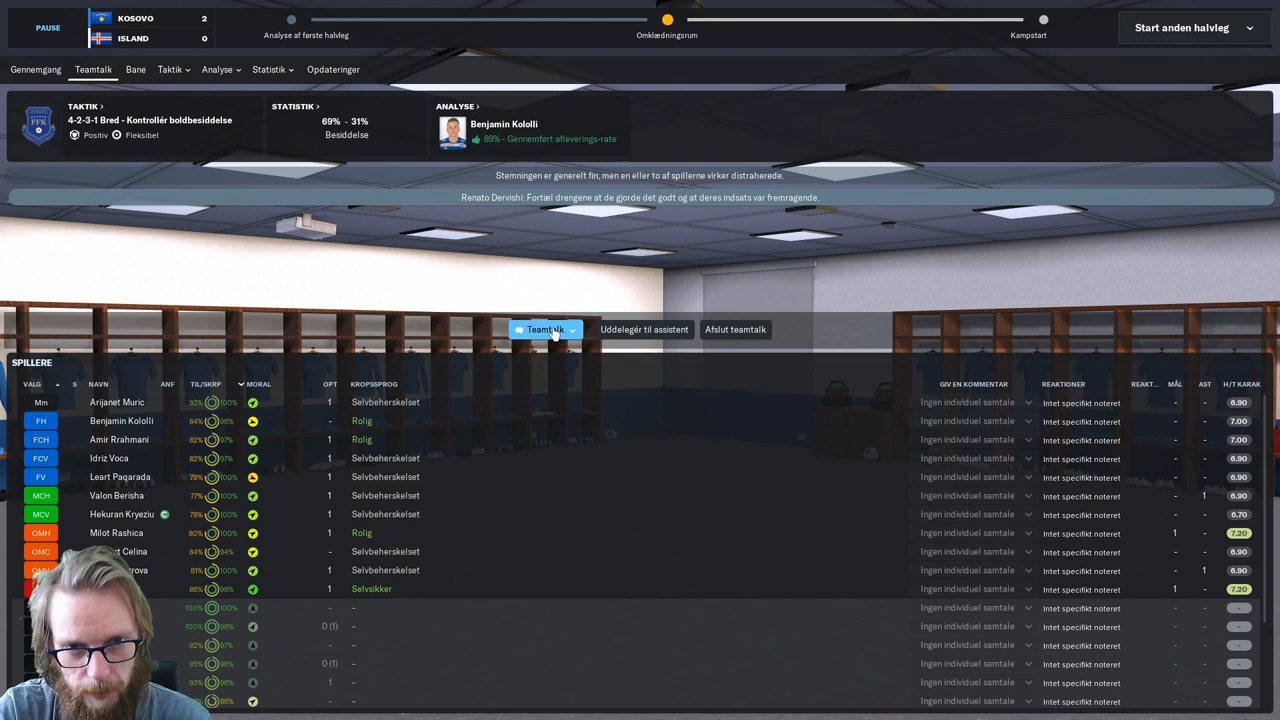 PAUSE
KOSOVO 2
ISLAND 0
Analyse af første halvleg
Omklædningsrum
Kampstart
Start anden halvleg
Gennemgang Teamtalk Bane Taktik Analyse Statistik Opdateringer
TAKTIK
4-2-3-1 Bred - Kontrollér boldbesiddelse
Positiv Fleksibel
STATISTIK
69% - 31%
Besiddelse
ANALYSE
Benjamin Kololli
89% - Gennemført afleverings-rate
FFK
Stemningen er generelt fin, men en eller to af spillerne virker distraherede.
Renato Dervishi: Fortæl drengene at de gjorde det godt og at deres indsats var fremragende.
Teamtalk Uddelegér til assistent Afslut teamtalk
SPILLERE
VALG S NAVN ANF TIL/SKRP MORAL OPT KROPSSPROG GIV EN KOMMENTAR REAKTIONER REAKT... MÅL AST H/T KARAK
Mm Arijanet Muric 93% 100% 1 Selvbeherskelset Ingen individuel samtale Intet specifikt noteret - - 6.90
FH Benjamin Kololli 84% 96% - Rolig Ingen individuel samtale Intet specifikt noteret - - 7.00
FCH Amir Rrahmani 82% 97% 1 Rolig Ingen individuel samtale Intet specifikt noteret - - 7.00
FCV Idriz Voca 82% 97% 1 Selvbeherskelset Ingen individuel samtale Intet specifikt noteret - - 6.90
FV Leart Paqarada 79% 100% 1 Selvbeherskelset Ingen individuel samtale Intet specifikt noteret - - 6.90
MCH Valon Berisha 77% 100% 1 Selvbeherskelset Ingen individuel samtale Intet specifikt noteret - 1 6.90
MCV Hekuran Kryeziu C 78% 100% 1 Selvbeherskelset Ingen individuel samtale Intet specifikt noteret - - 6.70
OMH Milot Rashica 80% 100% 1 Rolig Ingen individuel samtale Intet specifikt noteret 1 - 7.20
OMC Celina 84% 94% - Selvbeherskelset Ingen individuel samtale Intet specifikt noteret - - 6.90
81% 100% 1 Selvbeherskelset Ingen individuel samtale Intet specifikt noteret - 1 6.90
86% 98% 1 Selvsikker Ingen individuel samtale Intet specifikt noteret 1 - 7.20
100% 100% - - Ingen individuel samtale Intet specifikt noteret - - -
100% 98% 0 (1) - Ingen individuel samtale Intet specifikt noteret - - -
92% 97% - - Ingen individuel samtale Intet specifikt noteret - - -
95% 96% 0 (1) - Ingen individuel samtale Intet specifikt noteret - - -
93% 96% 1 - Ingen individuel samtale Intet specifikt noteret - - -
86% - - Ingen individuel samtale Intet specifikt noteret - - -